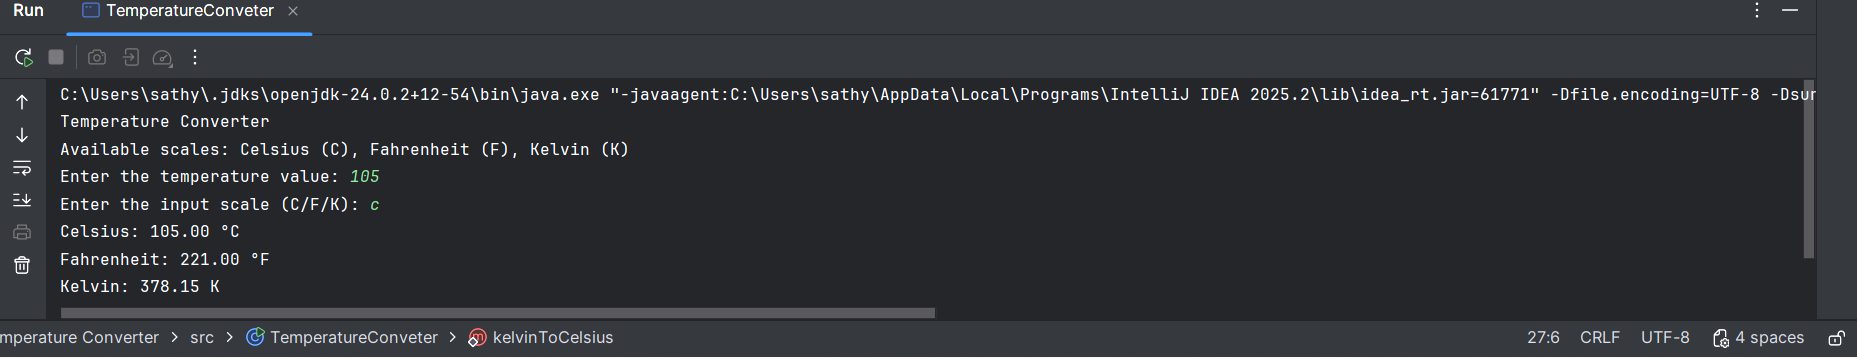 Run TemperatureConveter
C:\Users\sathy\.jdks\openjdk-24.0.2+12-54\bin\java.exe "-javaagent:C:\Users\sathy\AppData\Local\Programs\IntelliJ IDEA 2025.2\lib\idea_rt.jar=61771" -Dfile.encoding=UTF-8 -Dsun
Temperature Converter
Available scales: Celsius (C), Fahrenheit (F), Kelvin (K)
Enter the temperature value: 105
Enter the input scale (C/F/K): c
Celsius: 105.00 °C
Fahrenheit: 221.00 °F
Kelvin: 378.15 K
mperature Converter > src > TemperatureConveter > kelvinToCelsius 27:6 CRLF UTF-8 4 spaces